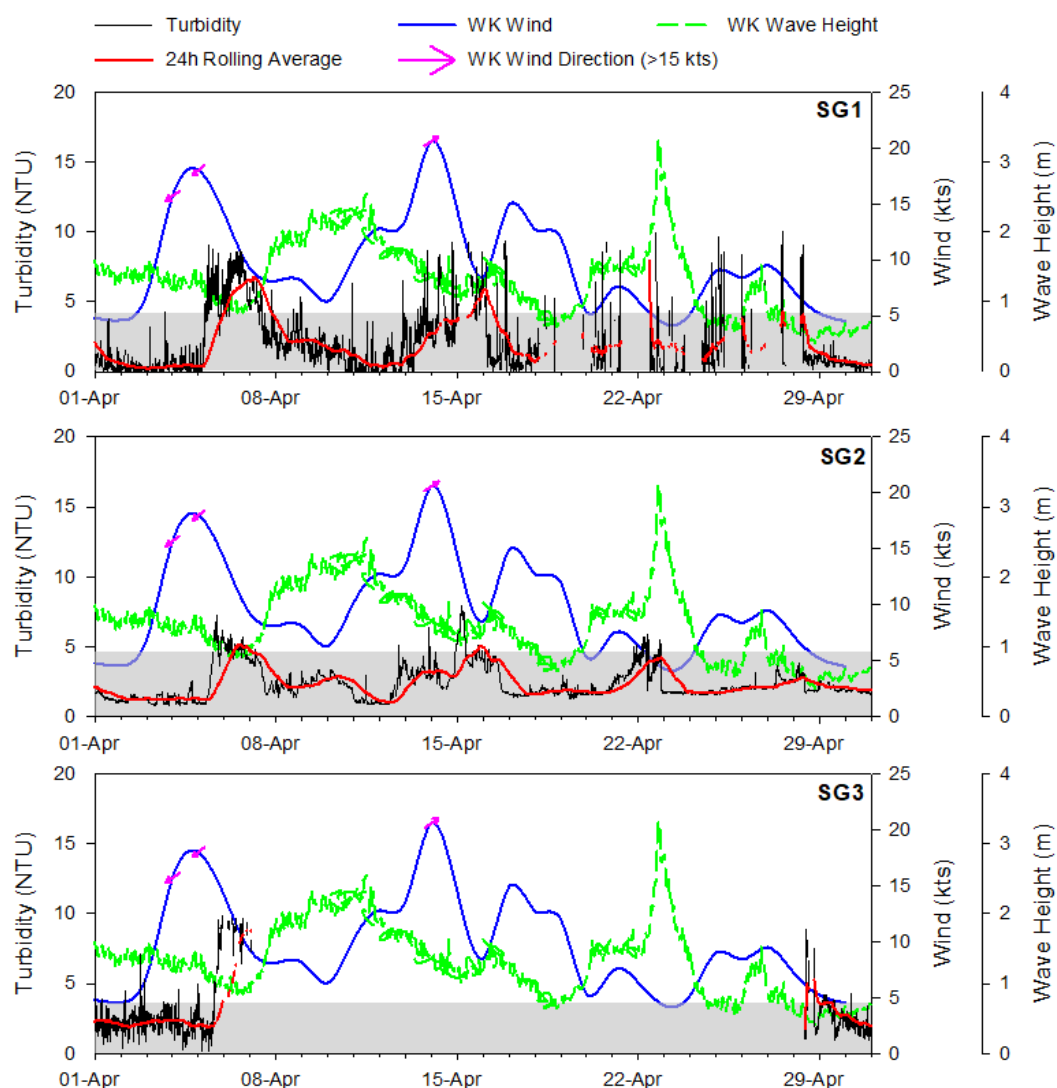 Turbidity WK Wind WK Wave Height
24h Rolling Average WK Wind Direction (>15 kts)
20 25 4
SG1
15 20 3
15
10 2
10
5 1
5
0 0 0
Turbidity (NTU) Wind (kts) Wave Height (m)
01-Apr 08-Apr 15-Apr 22-Apr 29-Apr
20 25 4
SG2
15 20 3
15
10 2
10
5 1
5
0 0 0
Turbidity (NTU) Wind (kts) Wave Height (m)
01-Apr 08-Apr 15-Apr 22-Apr 29-Apr
20 25 4
SG3
15 20 3
15
10 2
10
5 1
5
0 0 0
Turbidity (NTU) Wind (kts) Wave Height (m)
01-Apr 08-Apr 15-Apr 22-Apr 29-Apr